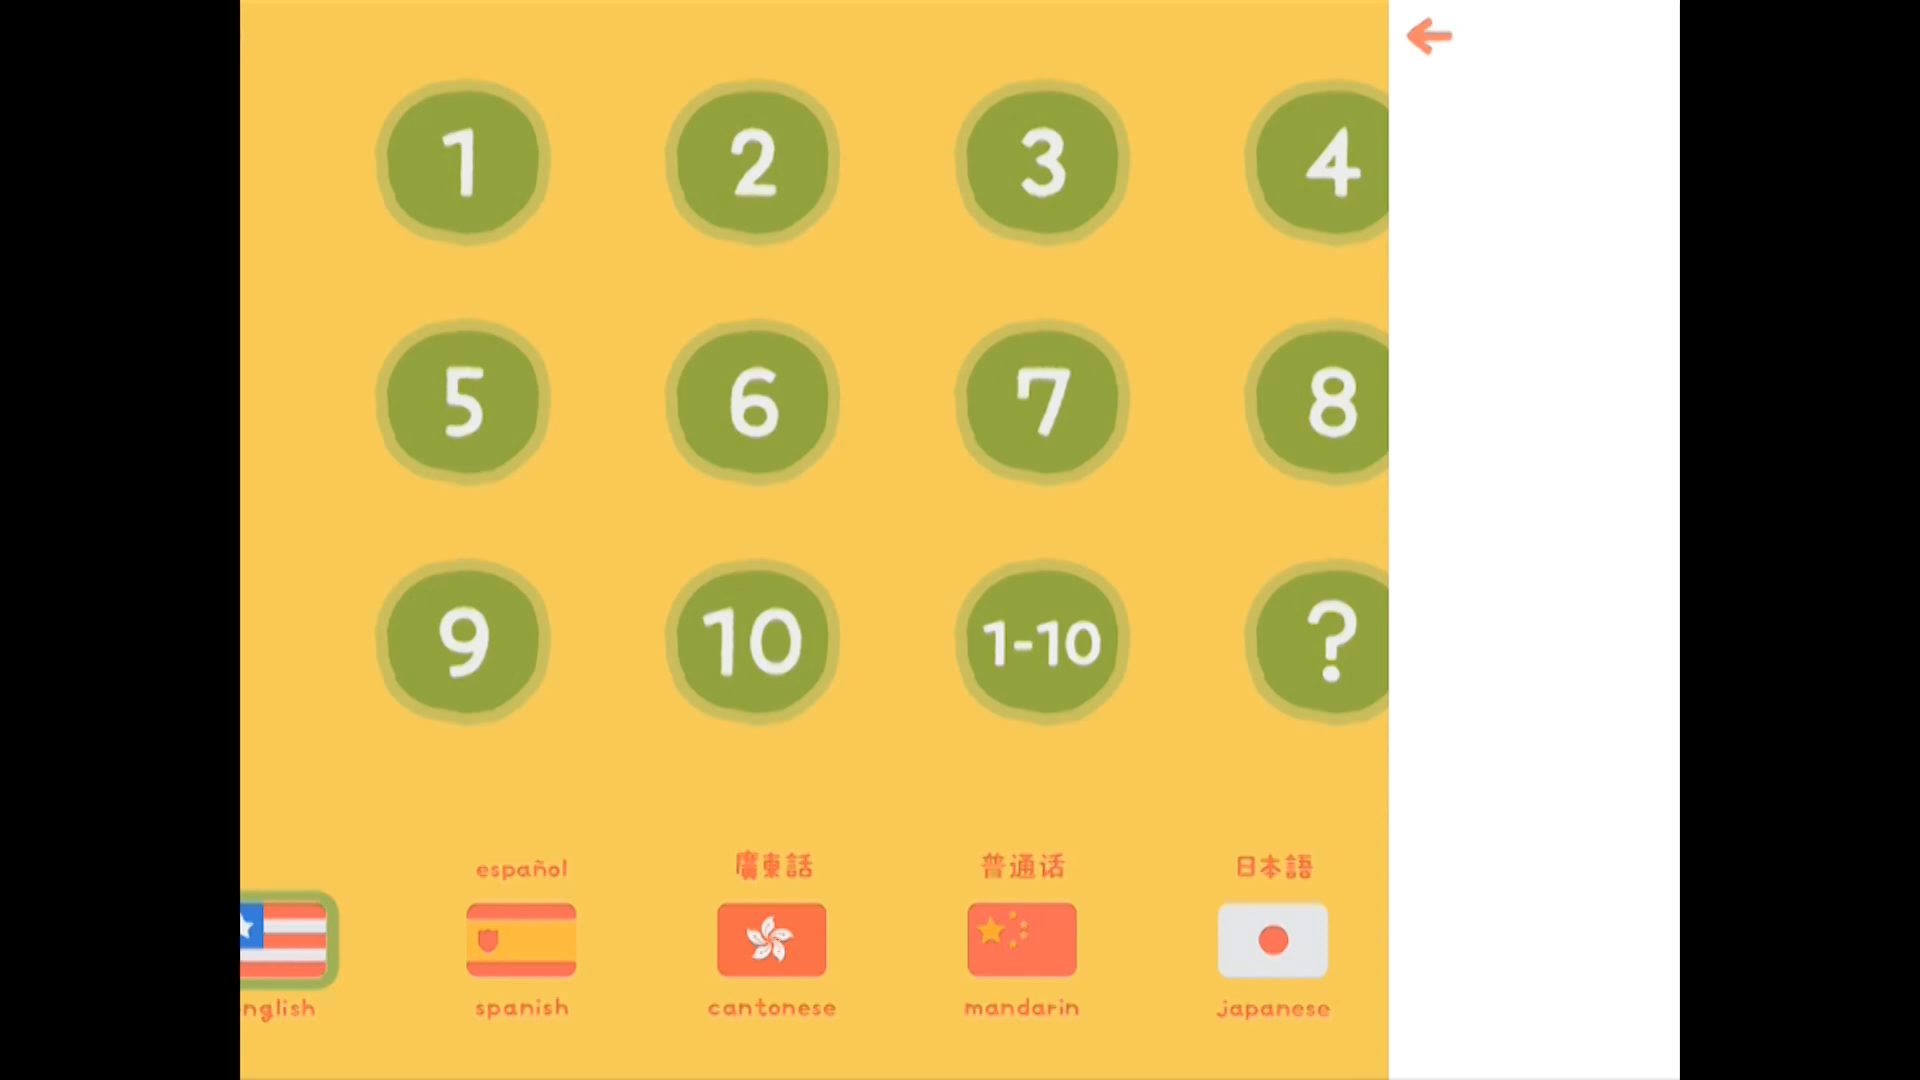 1 2 3 4
5 6 7 8
9 10 1-10 ?
español 廣東話 普通话 日本語
nglish spanish cantonese mandarin japanese